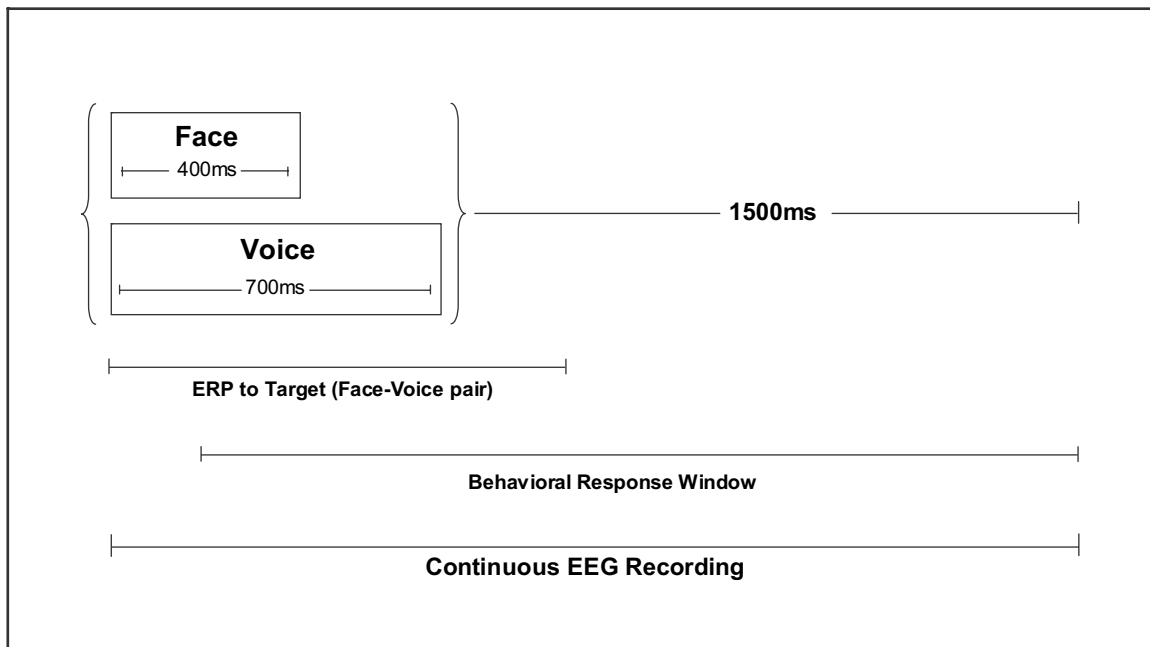 Face
400ms
1500ms
Voice
700ms
ERP to Target (Face-Voice pair)
Behavioral Response Window
Continuous EEG Recording